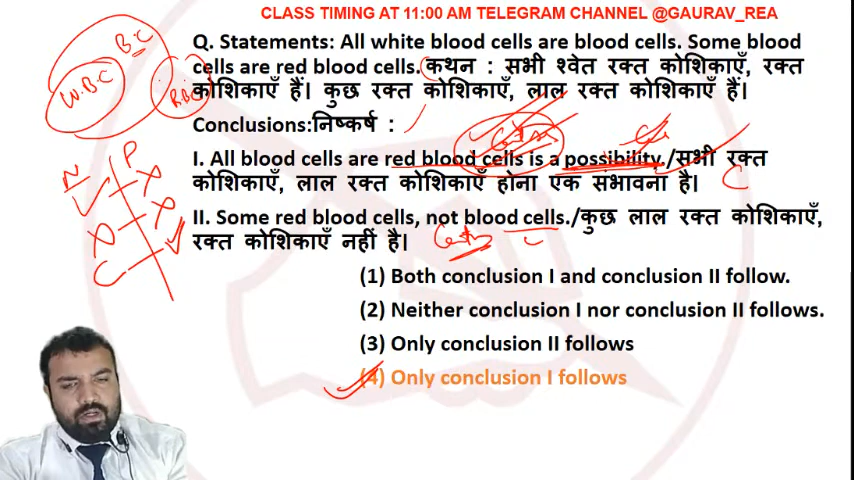 CLASS TIMING AT 11:00 AM TELEGRAM CHANNEL @GAURAV_REA
Q. Statements: All white blood cells are blood cells. Some blood
cells are red blood cells. कथन : सभी श्वेत रक्त कोशिकाएँ, रक्त
कोशिकाएँ हैं। कुछ रक्त कोशिकाएँ, लाल रक्त कोशिकाएँ हैं।
Conclusions:निष्कर्ष :
I. All blood cells are red blood cells is a possibility./सभी रक्त
कोशिकाएँ, लाल रक्त कोशिकाएँ होना एक संभावना है।
II. Some red blood cells, not blood cells./कुछ लाल रक्त कोशिकाएँ,
रक्त कोशिकाएँ नहीं है।
(1) Both conclusion I and conclusion II follow.
(2) Neither conclusion I nor conclusion II follows.
(3) Only conclusion II follows
(4) Only conclusion I follows
B.C
W.BC
R.BC
N P
C
C